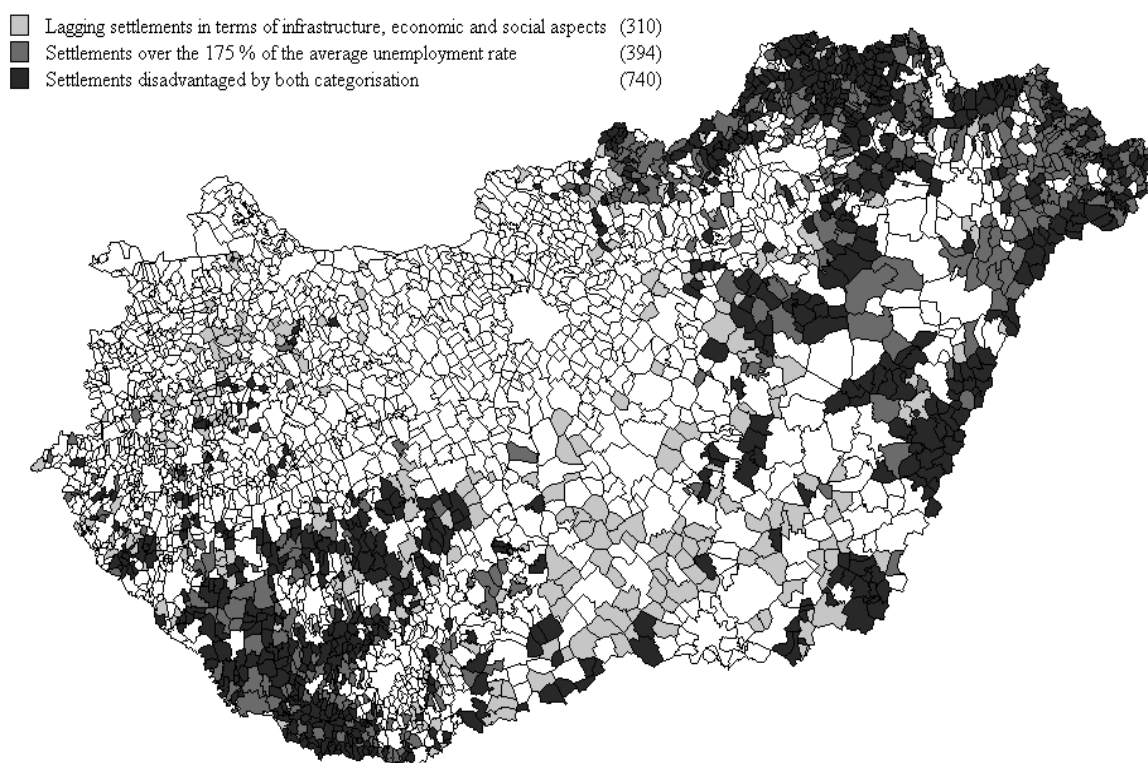 Lagging settlements in terms of infrastructure, economic and social aspects (310)
Settlements over the 175 % of the average unemployment rate (394)
Settlements disadvantaged by both categorisation (740)